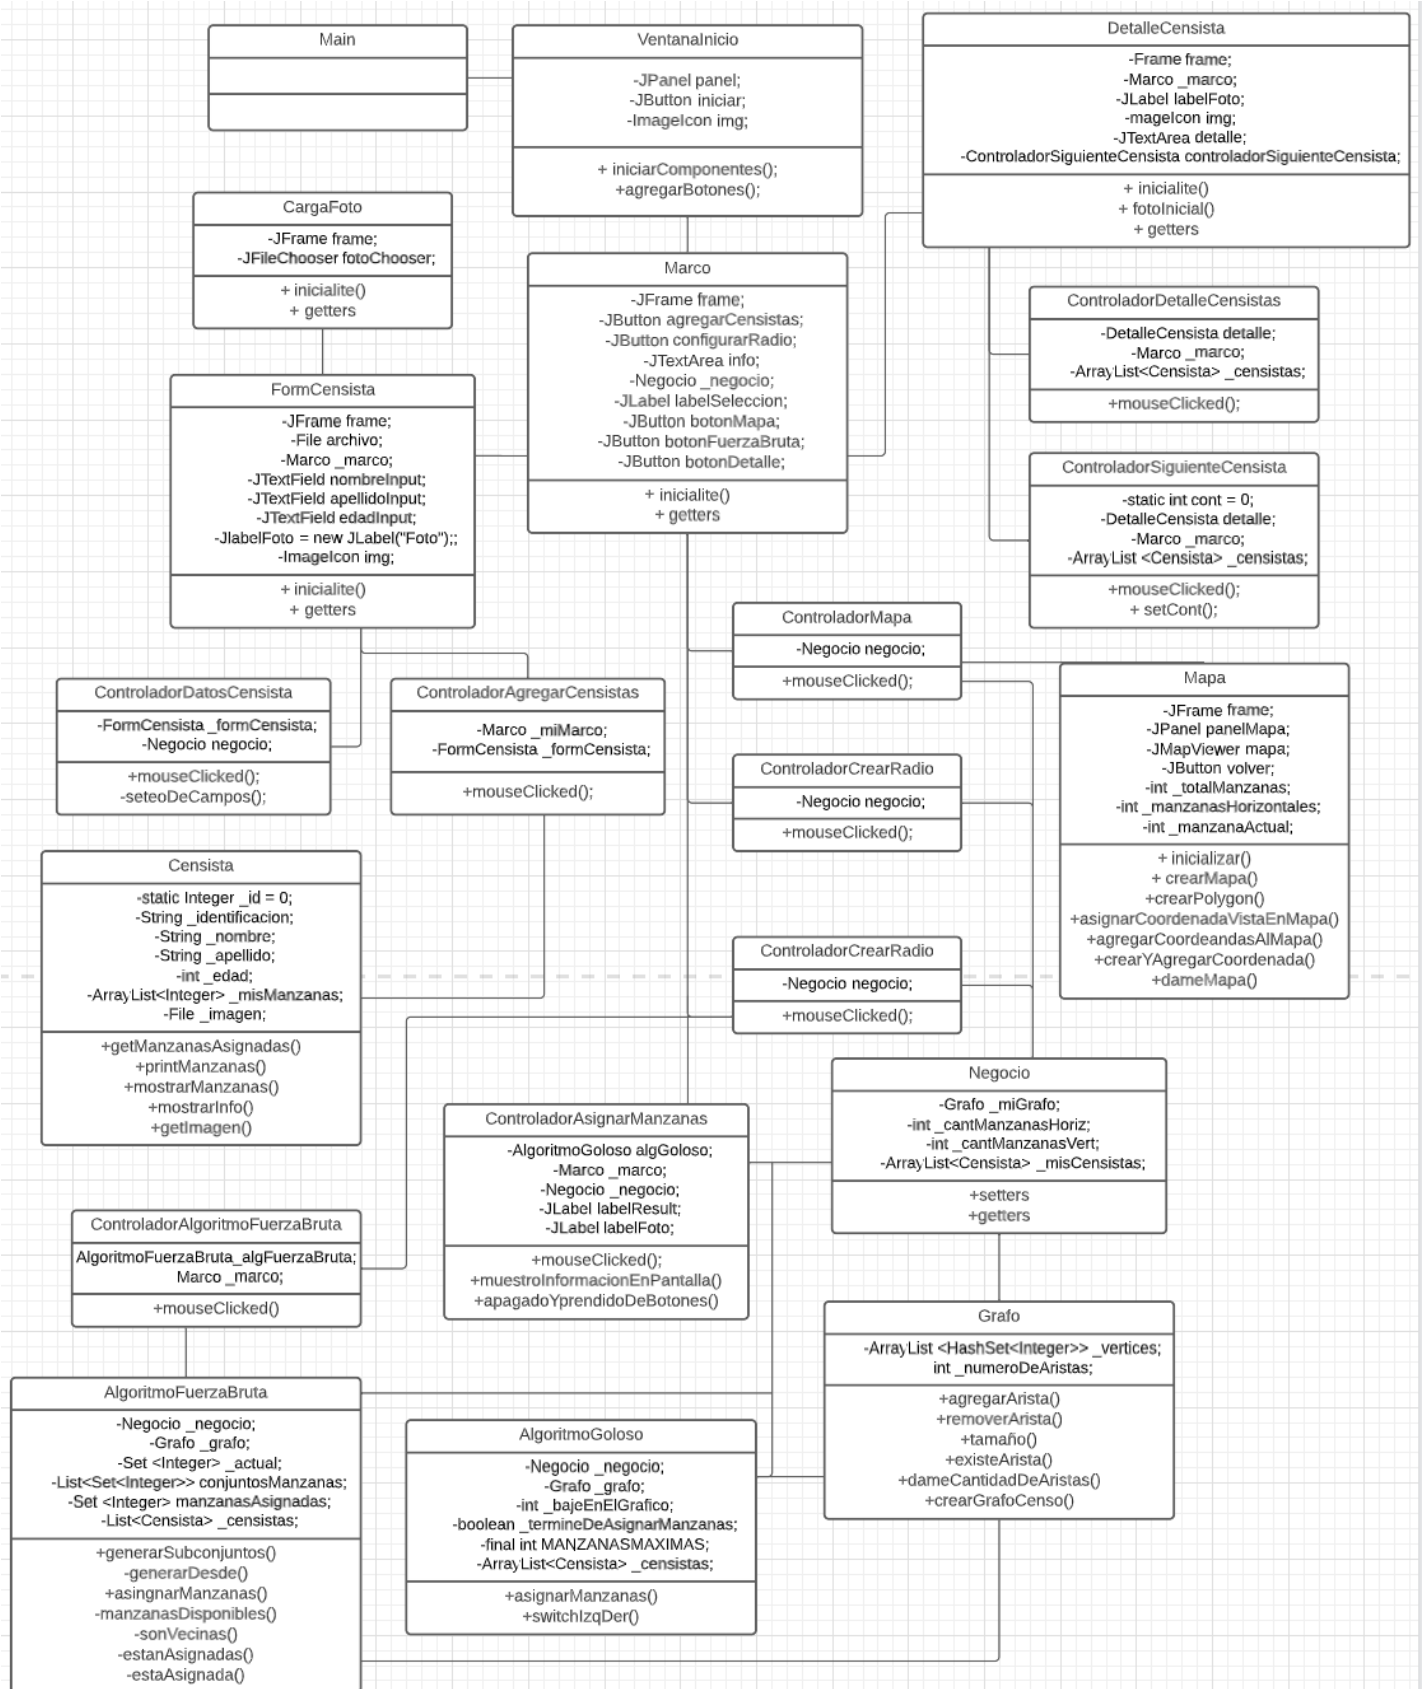 Main
VentanaInicio
-JPanel panel;
-JButton iniciar;
-ImageIcon img;
+ iniciarComponentes();
+agregarBotones();
DetalleCensista
-Frame frame;
-Marco _marco;
-JLabel labelFoto;
-mageIcon img;
-JTextArea detalle;
-ControladorSiguienteCensista controladorSiguienteCensista;
+ inicialite()
+ fotoInicial()
+ getters
CargaFoto
-JFrame frame;
-JFileChooser fotoChooser;
+ inicialite()
+ getters
Marco
-JFrame frame;
-JButton agregarCensistas;
-JButton configurarRadio;
-JTextArea info;
-Negocio _negocio;
-JLabel labelSeleccion;
-JButton botonMapa;
-JButton botonFuerzaBruta;
-JButton botonDetalle;
+ inicialite()
+ getters
ControladorDetalleCensistas
-DetalleCensista detalle;
-Marco _marco;
-ArrayList<Censista> _censistas;
+mouseClicked();
FormCensista
-JFrame frame;
-File archivo;
-Marco _marco;
-JTextField nombreInput;
-JTextField apellidoInput;
-JTextField edadInput;
-JlabelFoto = new JLabel("Foto");;
-ImageIcon img;
+ inicialite()
+ getters
ControladorSiguienteCensista
-static int cont = 0;
-DetalleCensista detalle;
-Marco _marco;
-ArrayList <Censista> _censistas;
+mouseClicked();
+ setCont();
ControladorMapa
-Negocio negocio;
+mouseClicked();
ControladorDatosCensista
-FormCensista _formCensista;
-Negocio negocio;
+mouseClicked();
-seteoDeCampos();
ControladorAgregarCensistas
-Marco _miMarco;
-FormCensista _formCensista;
+mouseClicked();
Mapa
-JFrame frame;
-JPanel panelMapa;
-JMapViewer mapa;
-JButton volver;
-int _totalManzanas;
-int _manzanasHorizontales;
-int _manzanaActual;
+ inicializar()
+ crearMapa()
+crearPolygon()
+asignarCoordenadaVistaEnMapa()
+agregarCoordeandasAlMapa()
+crearYAgregarCoordenada()
+dameMapa()
ControladorCrearRadio
-Negocio negocio;
+mouseClicked();
Censista
-static Integer _id = 0;
-String _identificacion;
-String _nombre;
-String _apellido;
-int _edad;
-ArrayList<Integer> _misManzanas;
-File _imagen;
+getManzanasAsignadas()
+printManzanas()
+mostrarManzanas()
+mostrarInfo()
+getImagen()
ControladorCrearRadio
-Negocio negocio;
+mouseClicked();
Negocio
-Grafo _miGrafo;
-int _cantManzanasHoriz;
-int _cantManzanasVert;
-ArrayList<Censista> _misCensistas;
+setters
+getters
ControladorAsignarManzanas
-AlgoritmoGoloso algGoloso;
-Marco _marco;
-Negocio _negocio;
-JLabel labelResult;
-JLabel labelFoto;
+mouseClicked();
+muestroInformacionEnPantalla()
+apagadoYprendidoDeBotones()
ControladorAlgoritmoFuerzaBruta
AlgoritmoFuerzaBruta_algFuerzaBruta;
Marco _marco;
+mouseClicked()
Grafo
-ArrayList <HashSet<Integer>> _vertices;
int _numeroDeAristas;
+agregarArista()
+removerArista()
+tamaño()
+existeArista()
+dameCantidadDeAristas()
+crearGrafoCenso()
AlgoritmoFuerzaBruta
-Negocio _negocio;
-Grafo _grafo;
-Set <Integer> _actual;
-List<Set<Integer>> conjuntosManzanas;
-Set <Integer> manzanasAsignadas;
-List<Censista> _censistas;
+generarSubconjuntos()
-generarDesde()
+asingnarManzanas()
-manzanasDisponibles()
-sonVecinas()
-estanAsignadas()
-estaAsignada()
AlgoritmoGoloso
-Negocio _negocio;
-Grafo _grafo;
-int _bajeEnElGrafico;
-boolean _termineDeAsignarManzanas;
-final int MANZANASMAXIMAS;
-ArrayList<Censista> _censistas;
+asignarManzanas()
+switchIzqDer()